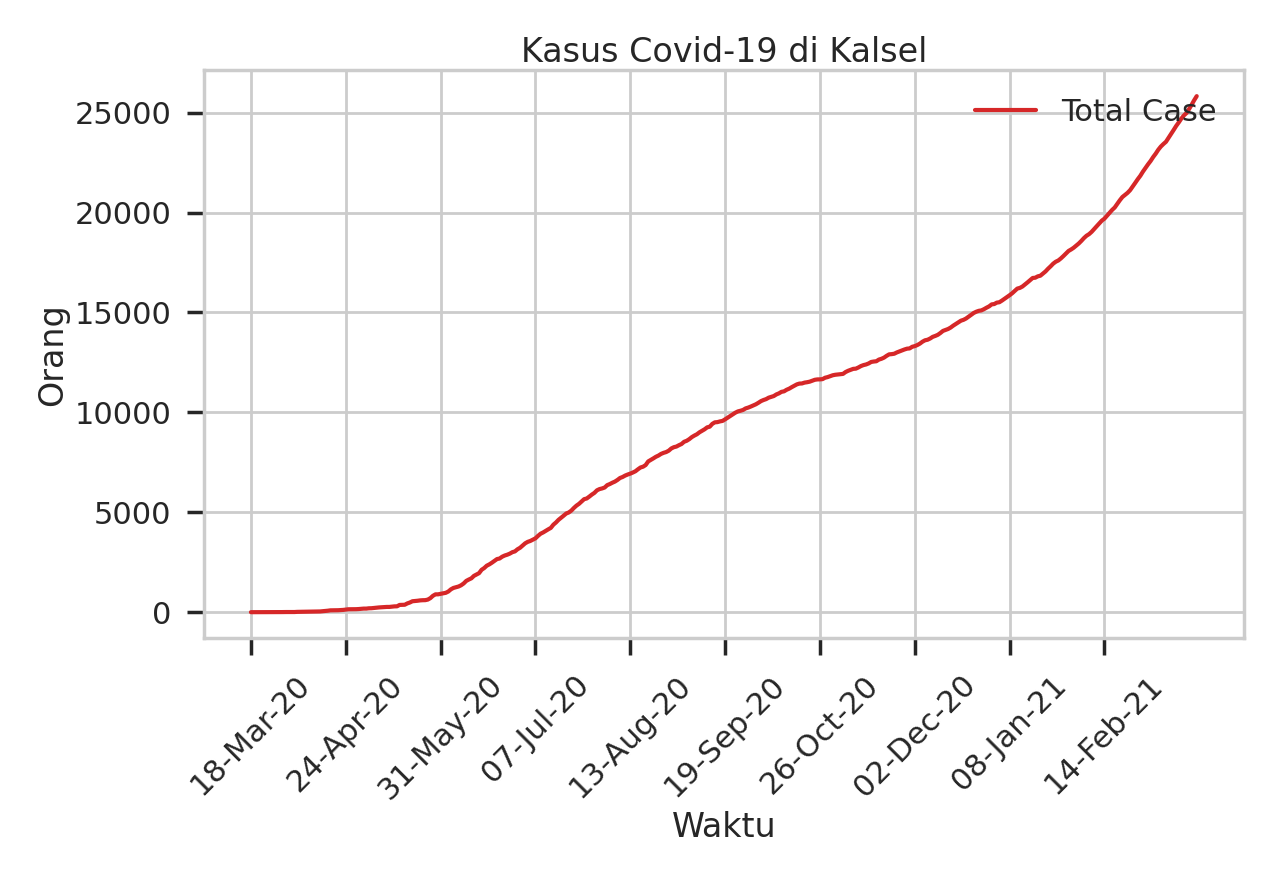 Kasus Covid-19 di Kalsel
Total Case
25000
20000
15000
10000
5000
0
Orang
18-Mar-20
24-Apr-20
31-May-20
07-Jul-20
13-Aug-20
19-Sep-20
26-Oct-20
02-Dec-20
08-Jan-21
14-Feb-21
Waktu